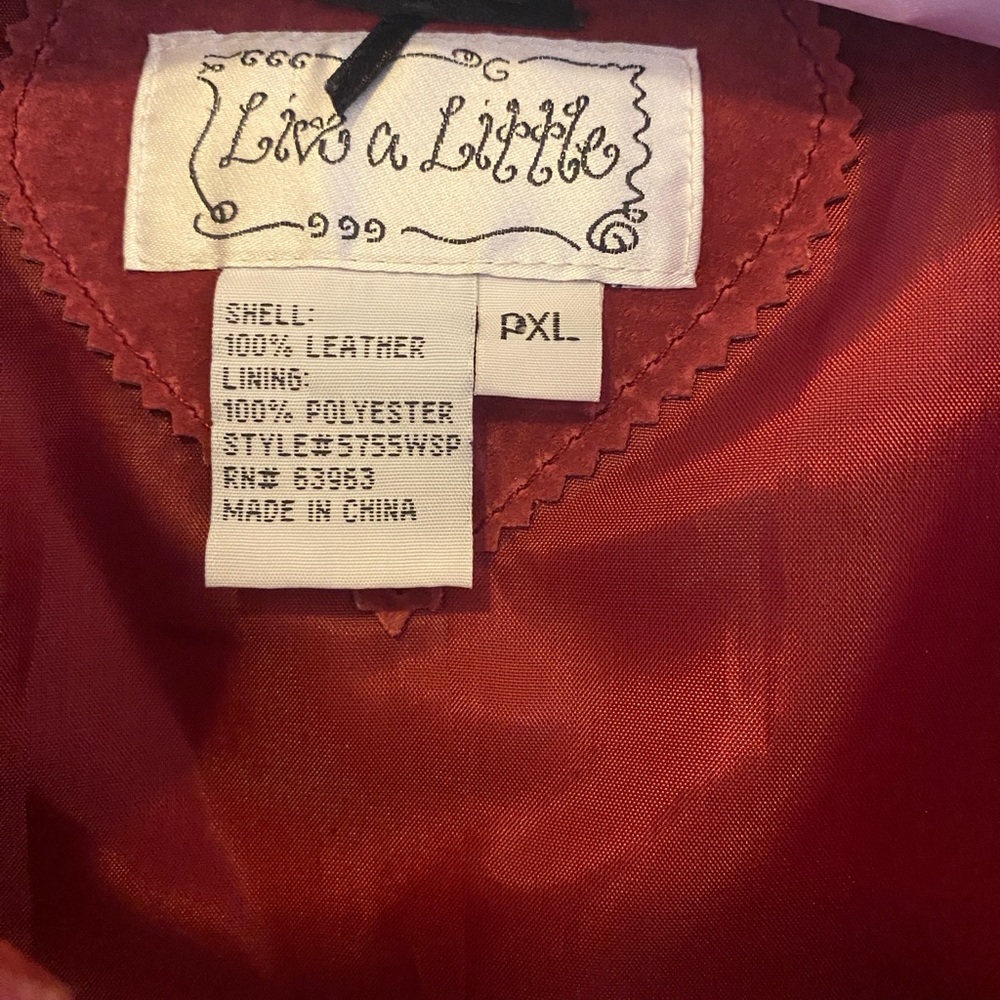 Live a Little
SHELL:
100% LEATHER
LINING:
100% POLYESTER
STYLE#5755WSP
RN# 63963
MADE IN CHINA
PXL